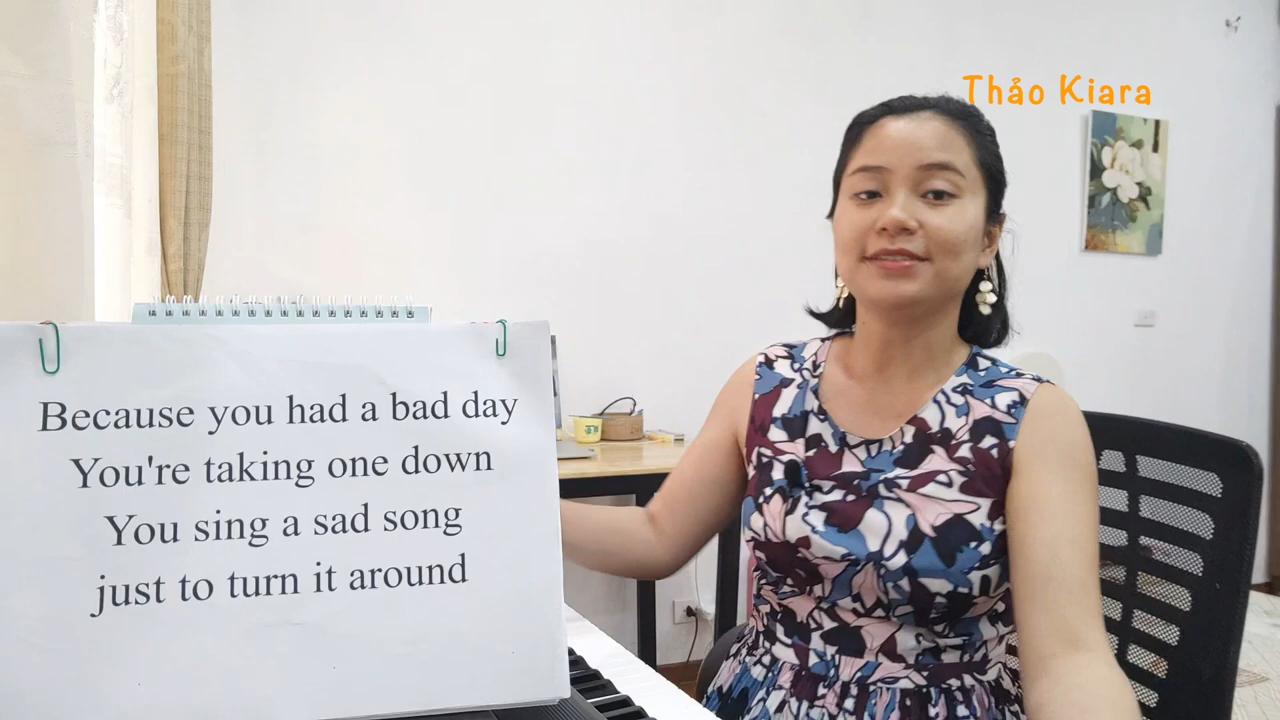 Thảo Kiara
Because you had a bad day
You're taking one down
You sing a sad song
just to turn it around